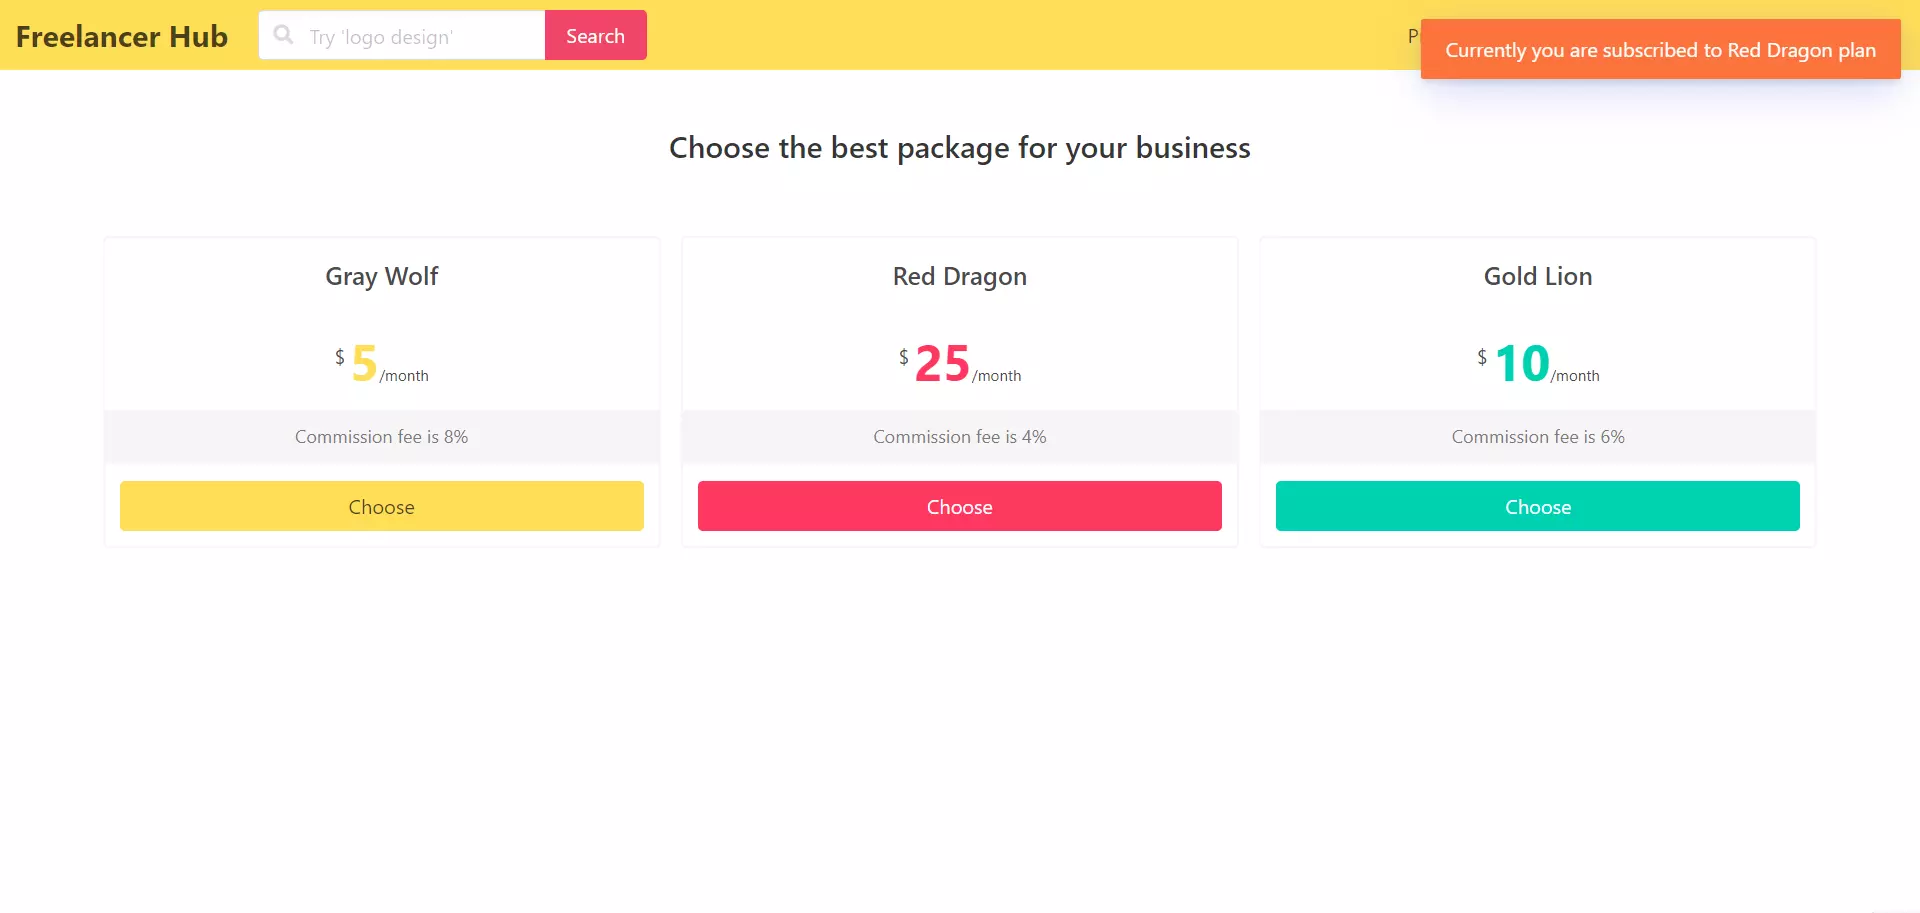 Freelancer Hub
Try 'logo design'
Search
Currently you are subscribed to Red Dragon plan
Choose the best package for your business
Gray Wolf
$ 5/month
Commission fee is 8%
Choose
Red Dragon
$ 25/month
Commission fee is 4%
Choose
Gold Lion
$ 10/month
Commission fee is 6%
Choose